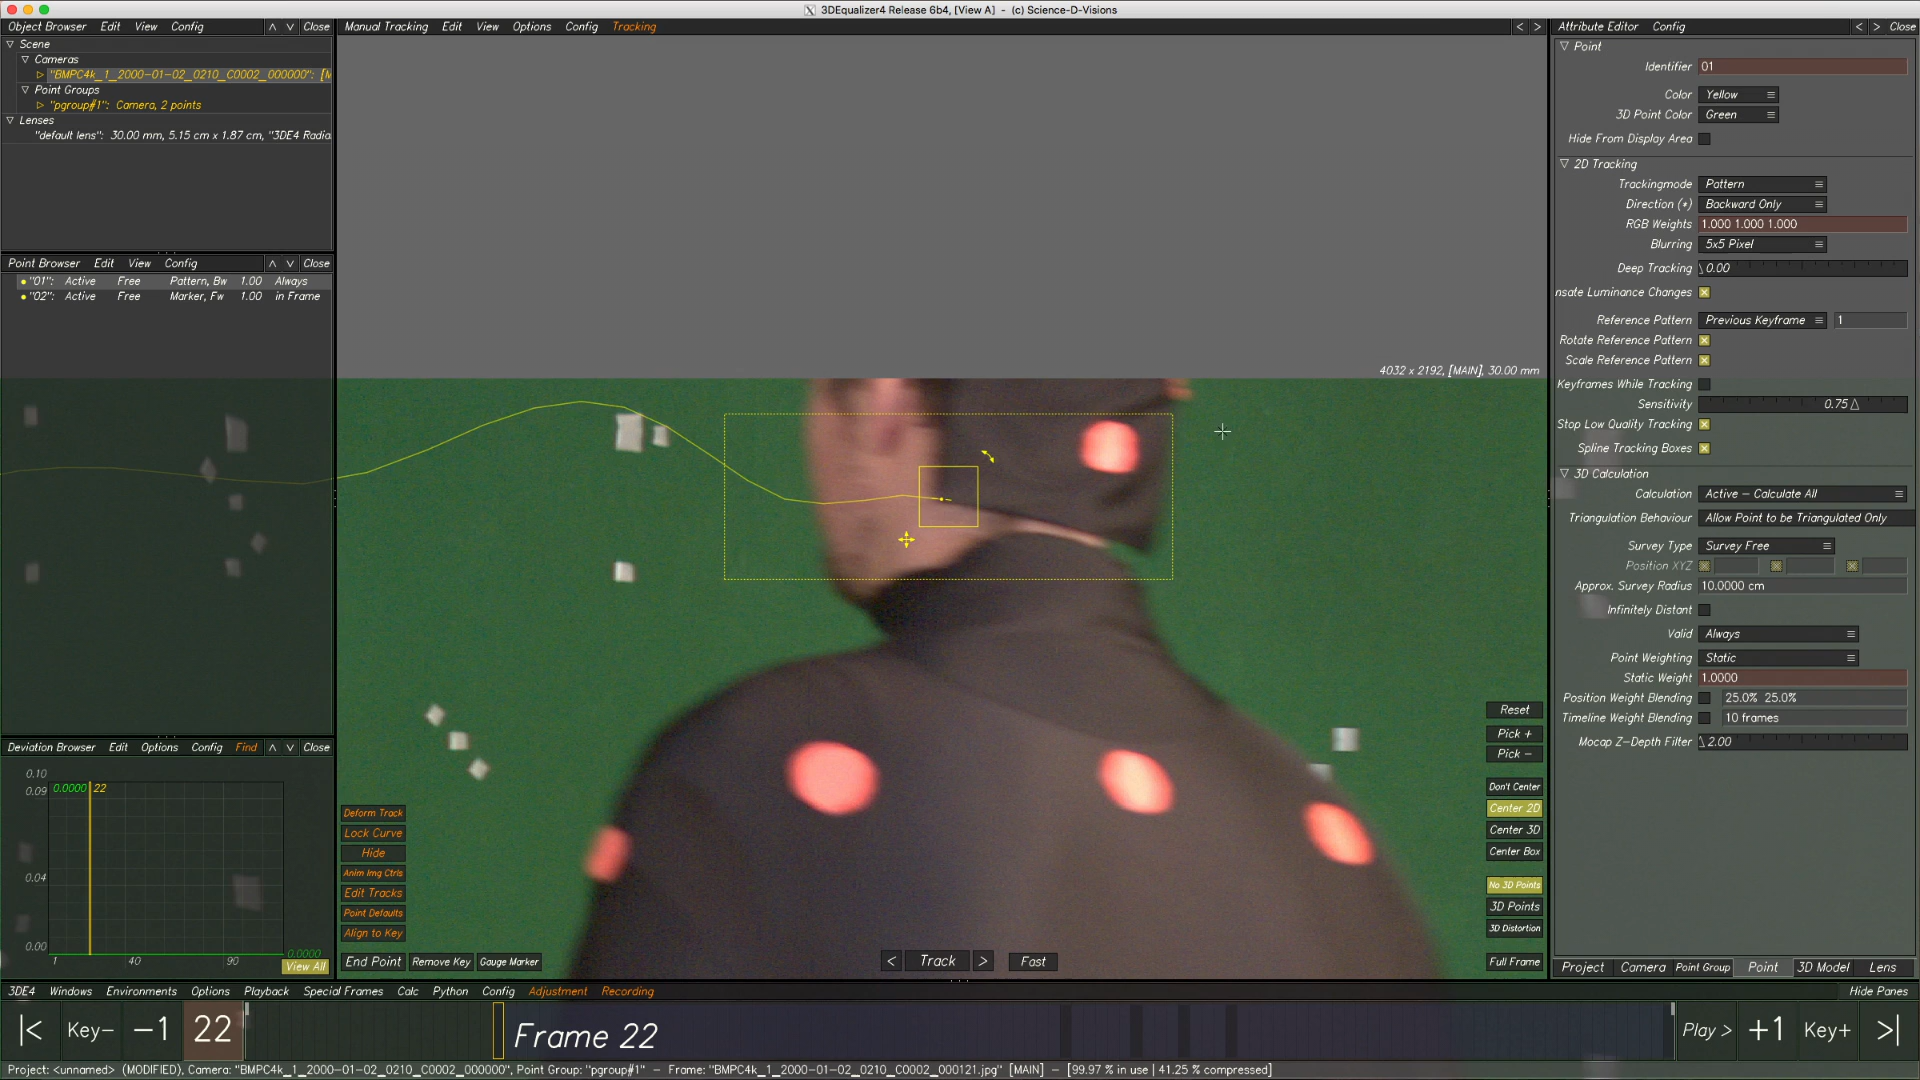 3DEqualizer4 Release 6b4, [View A] - (c) Science-D-Visions
Object Browser Edit View Config Close
Scene
Cameras
"BMPC4k_1_2000-01-02_0210_C0002_000000": [M
Point Groups
"pgroup#1": Camera, 2 points
Lenses
"default lens": 30.00 mm, 5.15 cm x 1.87 cm, "3DE4 Radia
Point Browser Edit View Config Close
"01": Active Free Pattern, Bw 1.00 Always
"02": Active Free Marker, Fw 1.00 in Frame
Deviation Browser Edit Options Config Find Close
0.10
0.09
0.04
0.00
0.0000 22
0.0000
1 40 90
View All
Manual Tracking Edit View Options Config Tracking
4032 x 2192, [MAIN], 30.00 mm
Deform Track
Lock Curve
Hide
Anim Img Ctrls
Edit Tracks
Point Defaults
Align to Key
End Point Remove Key Gauge Marker
< Track > Fast
Reset
Pick +
Pick -
Don't Center
Center 2D
Center 3D
Center Box
No 3D Points
3D Points
3D Distortion
Full Frame
Attribute Editor Config < > Close
Point
Identifier 01
Color Yellow
3D Point Color Green
Hide From Display Area
2D Tracking
Trackingmode Pattern
Direction (*) Backward Only
RGB Weights 1.000 1.000 1.000
Blurring 5x5 Pixel
Deep Tracking 0.00
nsate Luminance Changes
Reference Pattern Previous Keyframe 1
Rotate Reference Pattern
Scale Reference Pattern
Keyframes While Tracking
Sensitivity 0.75
Stop Low Quality Tracking
Spline Tracking Boxes
3D Calculation
Calculation Active - Calculate All
Triangulation Behaviour Allow Point to be Triangulated Only
Survey Type Survey Free
Position XYZ
Approx. Survey Radius 10.0000 cm
Infinitely Distant
Valid Always
Point Weighting Static
Static Weight 1.0000
Position Weight Blending 25.0% 25.0%
Timeline Weight Blending 10 frames
Mocap Z-Depth Filter 2.00
Project Camera Point Group Point 3D Model Lens
3DE4 Windows Environments Options Playback Special Frames Calc Python Config Adjustment Recording Hide Panes
|< Key- -1 22 Frame 22 Play > +1 Key+ >|
Project: <unnamed> (MODIFIED), Camera: "BMPC4k_1_2000-01-02_0210_C0002_000000", Point Group: "pgroup#1" - Frame: "BMPC4k_1_2000-01-02_0210_C0002_000121.jpg" [MAIN] - [99.97 % in use | 41.25 % compressed]